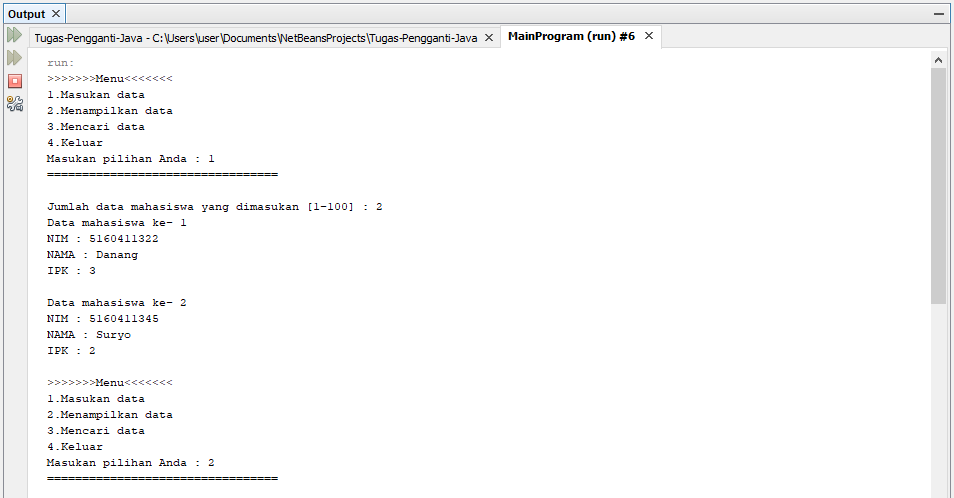 Output ×
Tugas-Pengganti-Java - C:\Users\user\Documents\NetBeansProjects\Tugas-Pengganti-Java × MainProgram (run) #6 ×
run:
>>>>>>>Menu<<<<<<<
1.Masukan data
2.Menampilkan data
3.Mencari data
4.Keluar
Masukan pilihan Anda : 1
=================================
Jumlah data mahasiswa yang dimasukan [1-100] : 2
Data mahasiswa ke- 1
NIM : 5160411322
NAMA : Danang
IPK : 3
Data mahasiswa ke- 2
NIM : 5160411345
NAMA : Suryo
IPK : 2
>>>>>>>Menu<<<<<<<
1.Masukan data
2.Menampilkan data
3.Mencari data
4.Keluar
Masukan pilihan Anda : 2
=================================